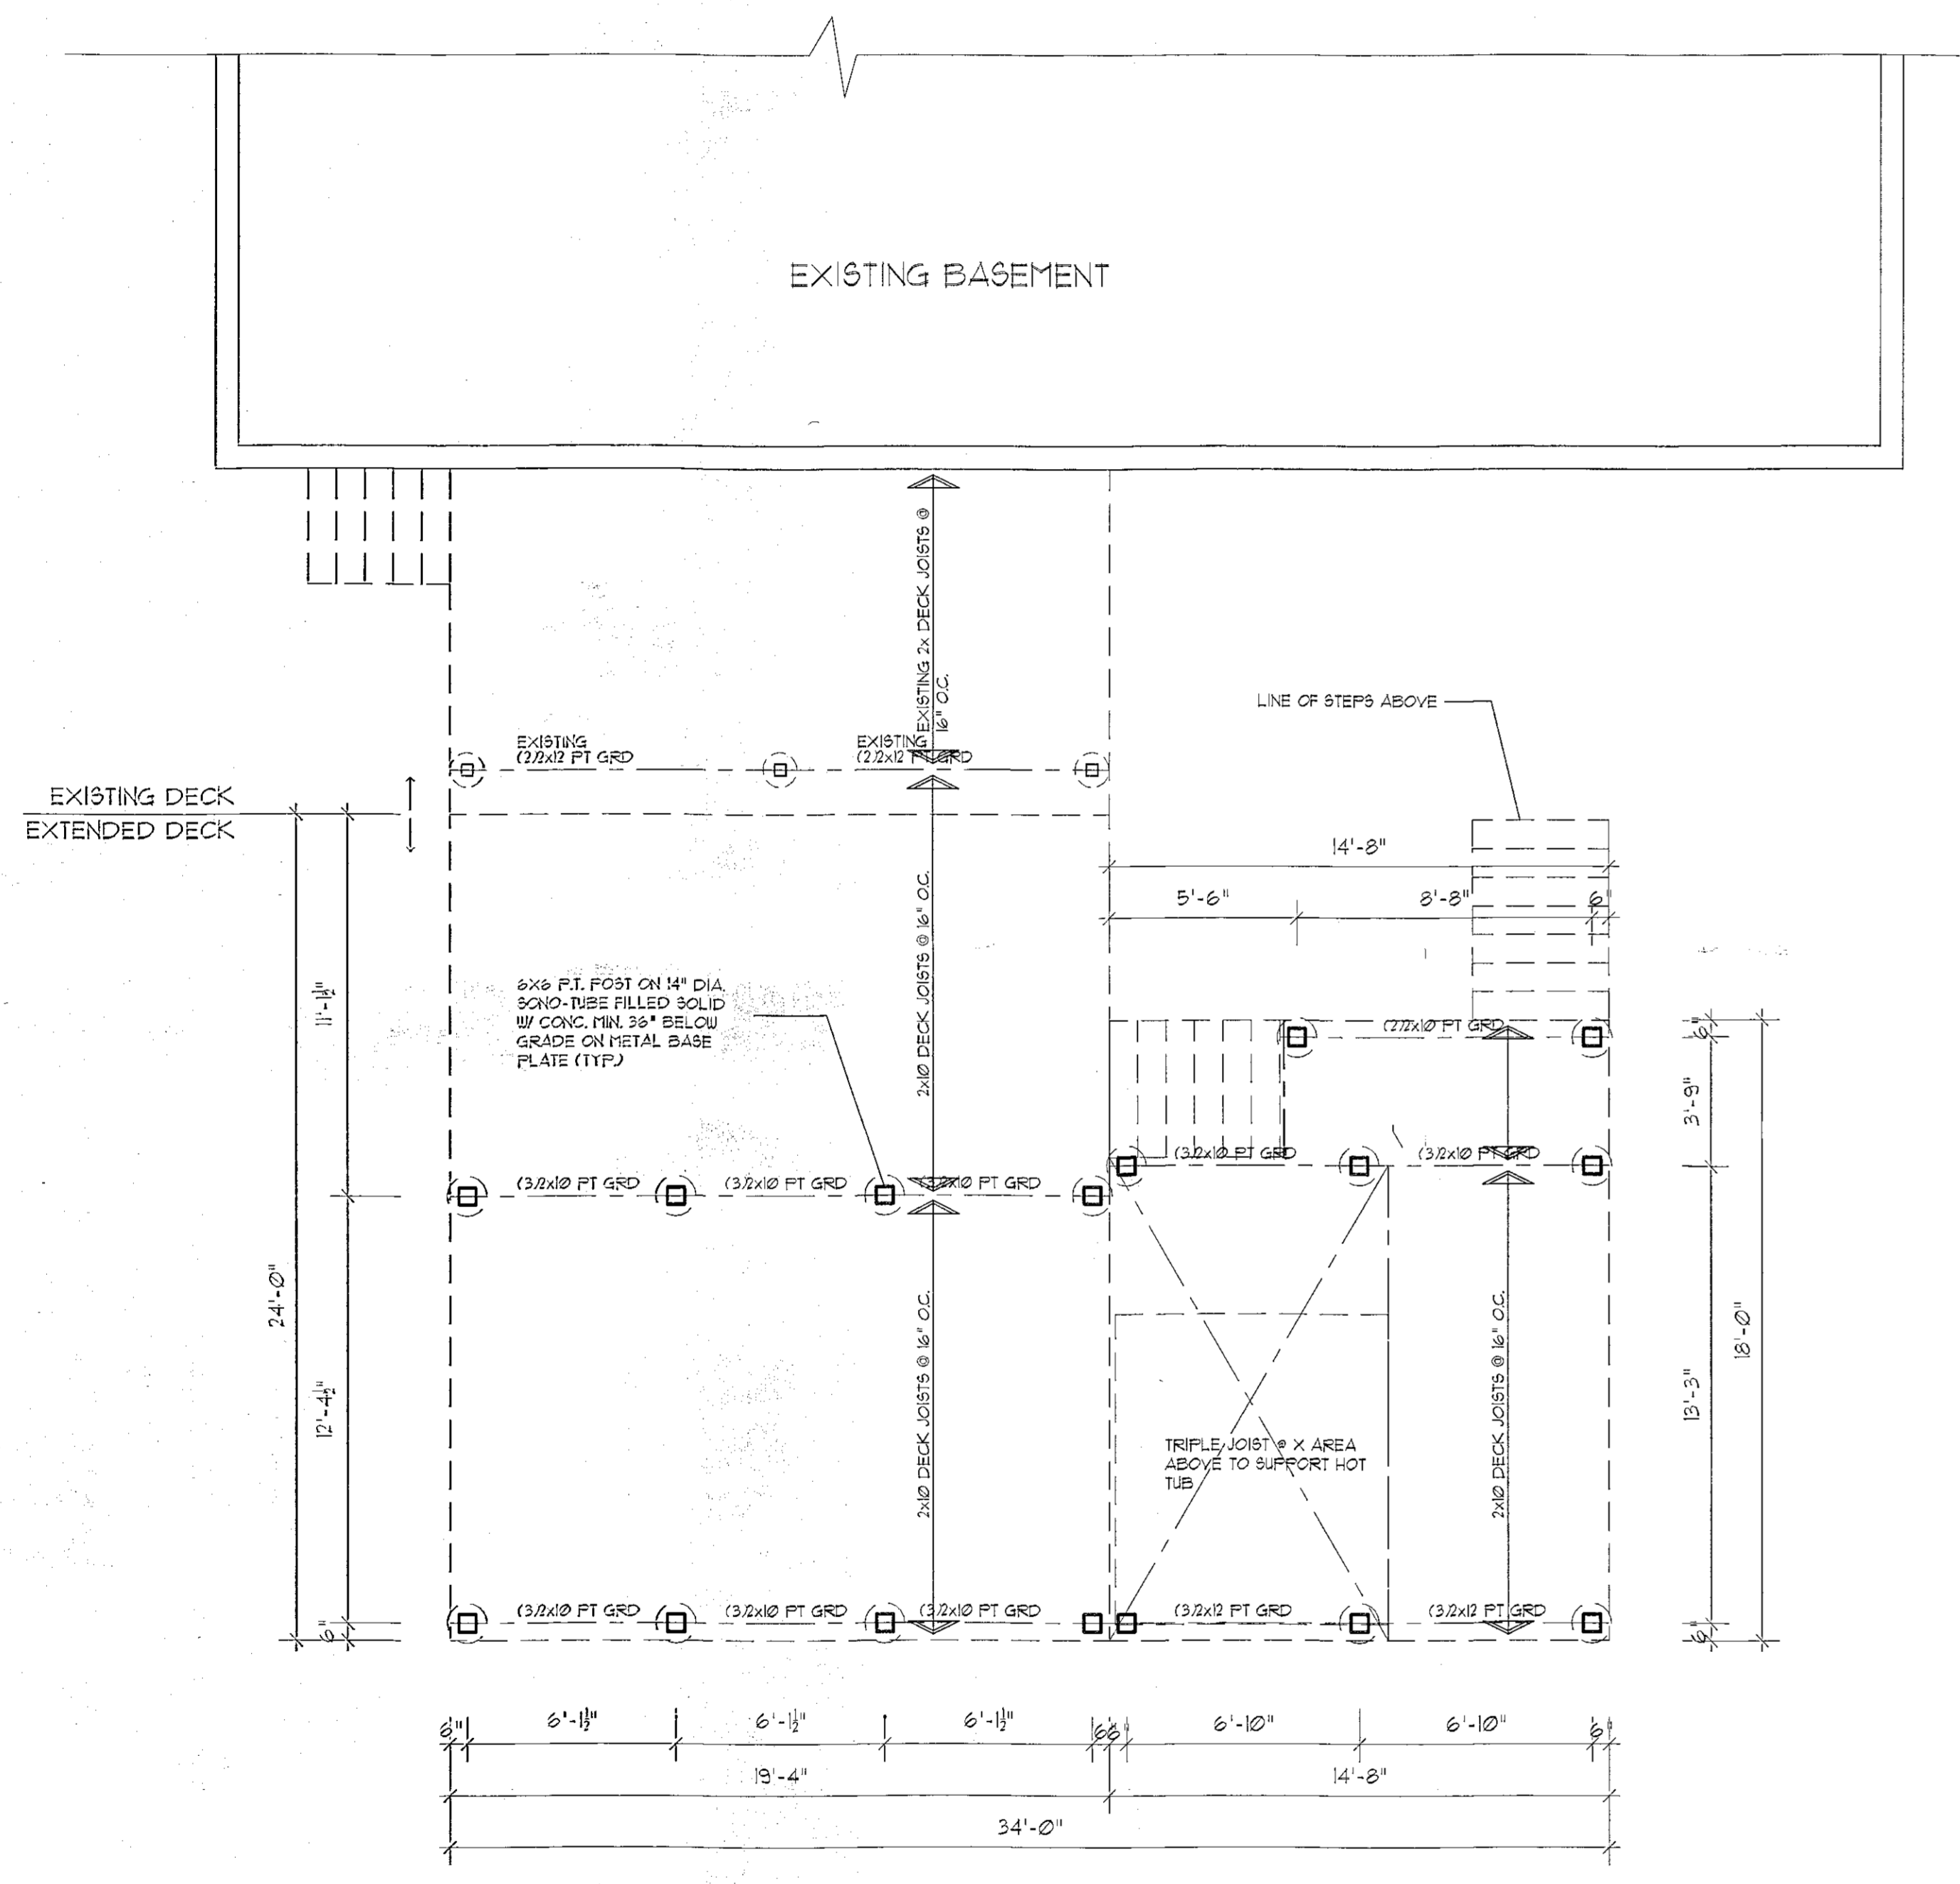 EXISTING BASEMENT
EXISTING 2x DECK JOISTS @
16" O.C.
LINE OF STEPS ABOVE
EXISTING
(2)2x12 PT GRD
EXISTING
(2)2x12 PT GRD
EXISTING DECK
EXTENDED DECK
14'-8"
5'-6"
8'-8"
6"
2x10 DECK JOISTS @ 16" O.C.
6X6 P.T. POST ON 14" DIA.
SONO-TUBE FILLED SOLID
W/ CONC. MIN. 36" BELOW
GRADE ON METAL BASE
PLATE (TYP.)
11'-1½"
(2)2x10 PT GRD
6"
3'-9"
(3)2x10 PT GRD
(3)2x10 PT GRD
(3)2x10 PT GRD
(3)2x10 PT GRD
(3)2x10 PT GRD
24'-0"
12'-4½"
6"
2x10 DECK JOISTS @ 16" O.C.
2x10 DECK JOISTS @ 16" O.C.
13'-3"
18'-0"
6"
TRIPLE JOIST @ X AREA
ABOVE TO SUPPORT HOT
TUB
(3)2x10 PT GRD
(3)2x10 PT GRD
(3)2x10 PT GRD
(3)2x12 PT GRD
(3)2x12 PT GRD
6"
6'-1½"
6'-1½"
6'-1½"
6"
6"
6'-10"
6'-10"
6"
19'-4"
14'-8"
34'-0"